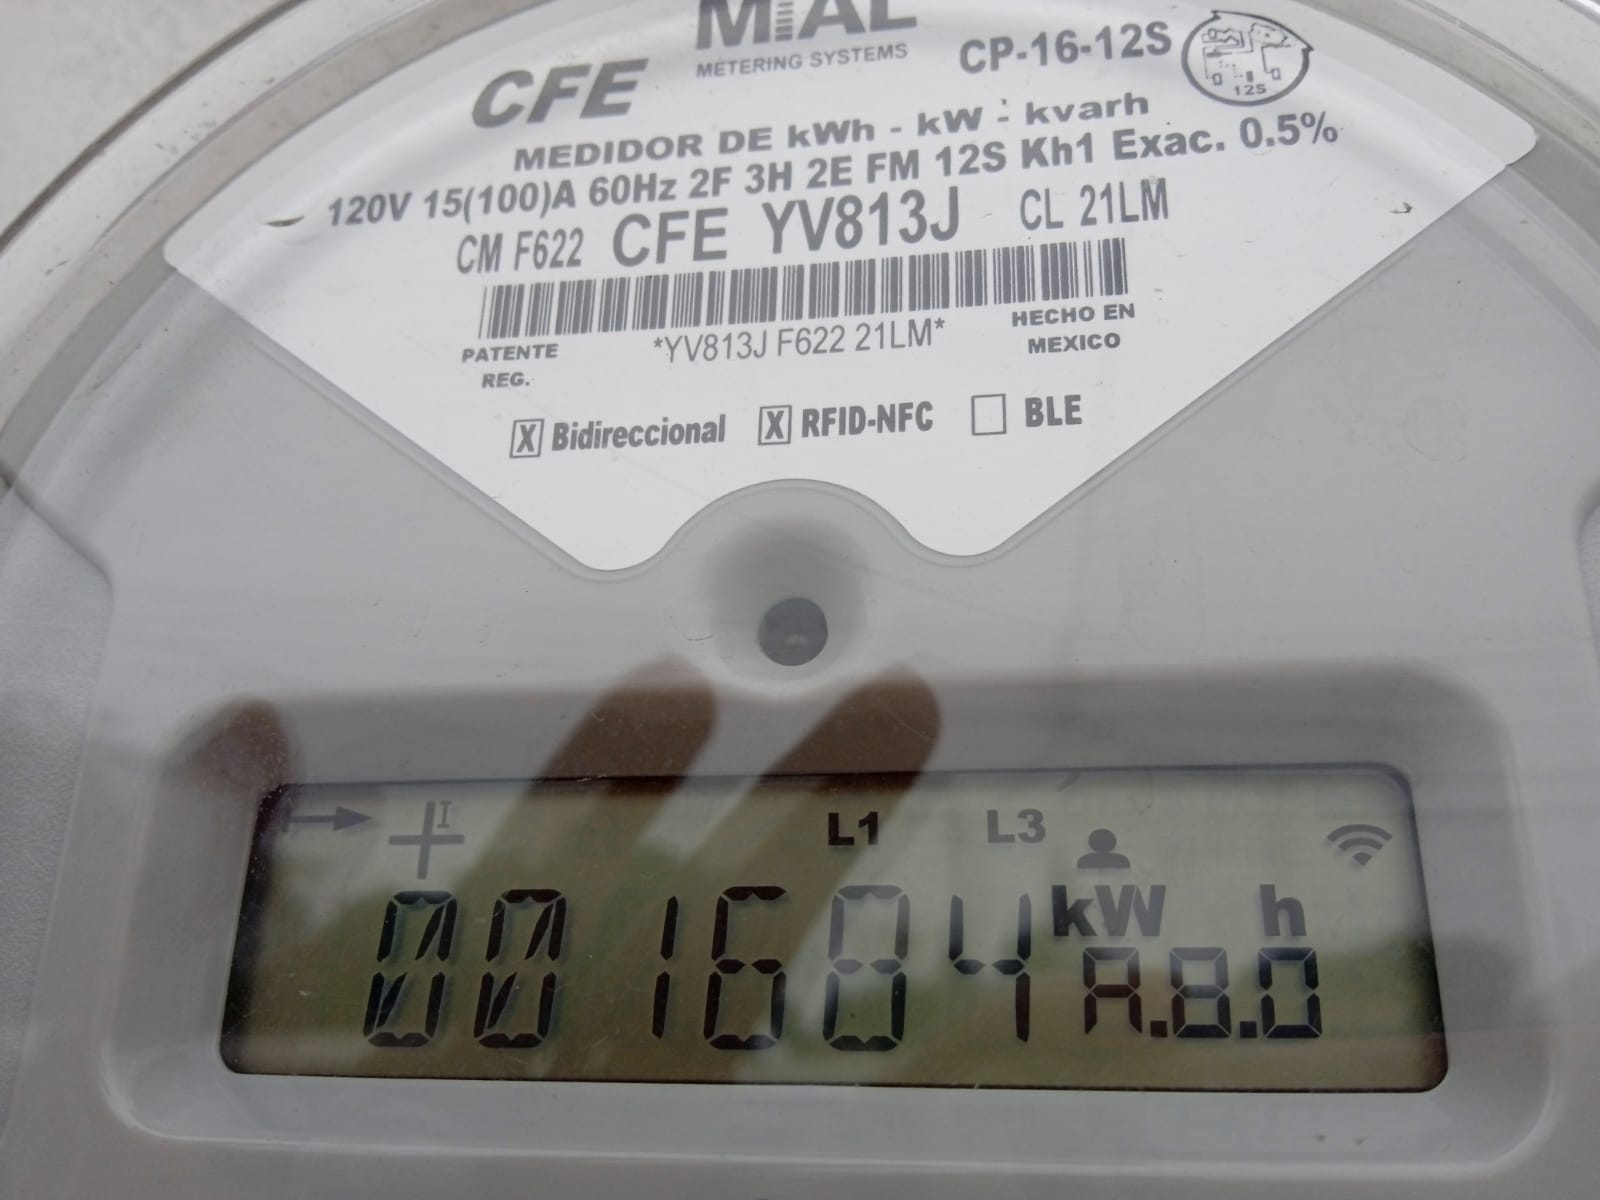 MIAL
METERING SYSTEMS
CFE
CP-16-12S
12S
MEDIDOR DE kWh - kW - kvarh
120V 15(100)A 60Hz 2F 3H 2E FM 12S Kh1 Exac. 0.5%
CM F622 CFE YV813J CL 21LM
*YV813J F622 21LM*
PATENTE
REG.
HECHO EN
MEXICO
X Bidireccional X RFID-NFC BLE
I L1 L3
001684 kW h
A.8.0